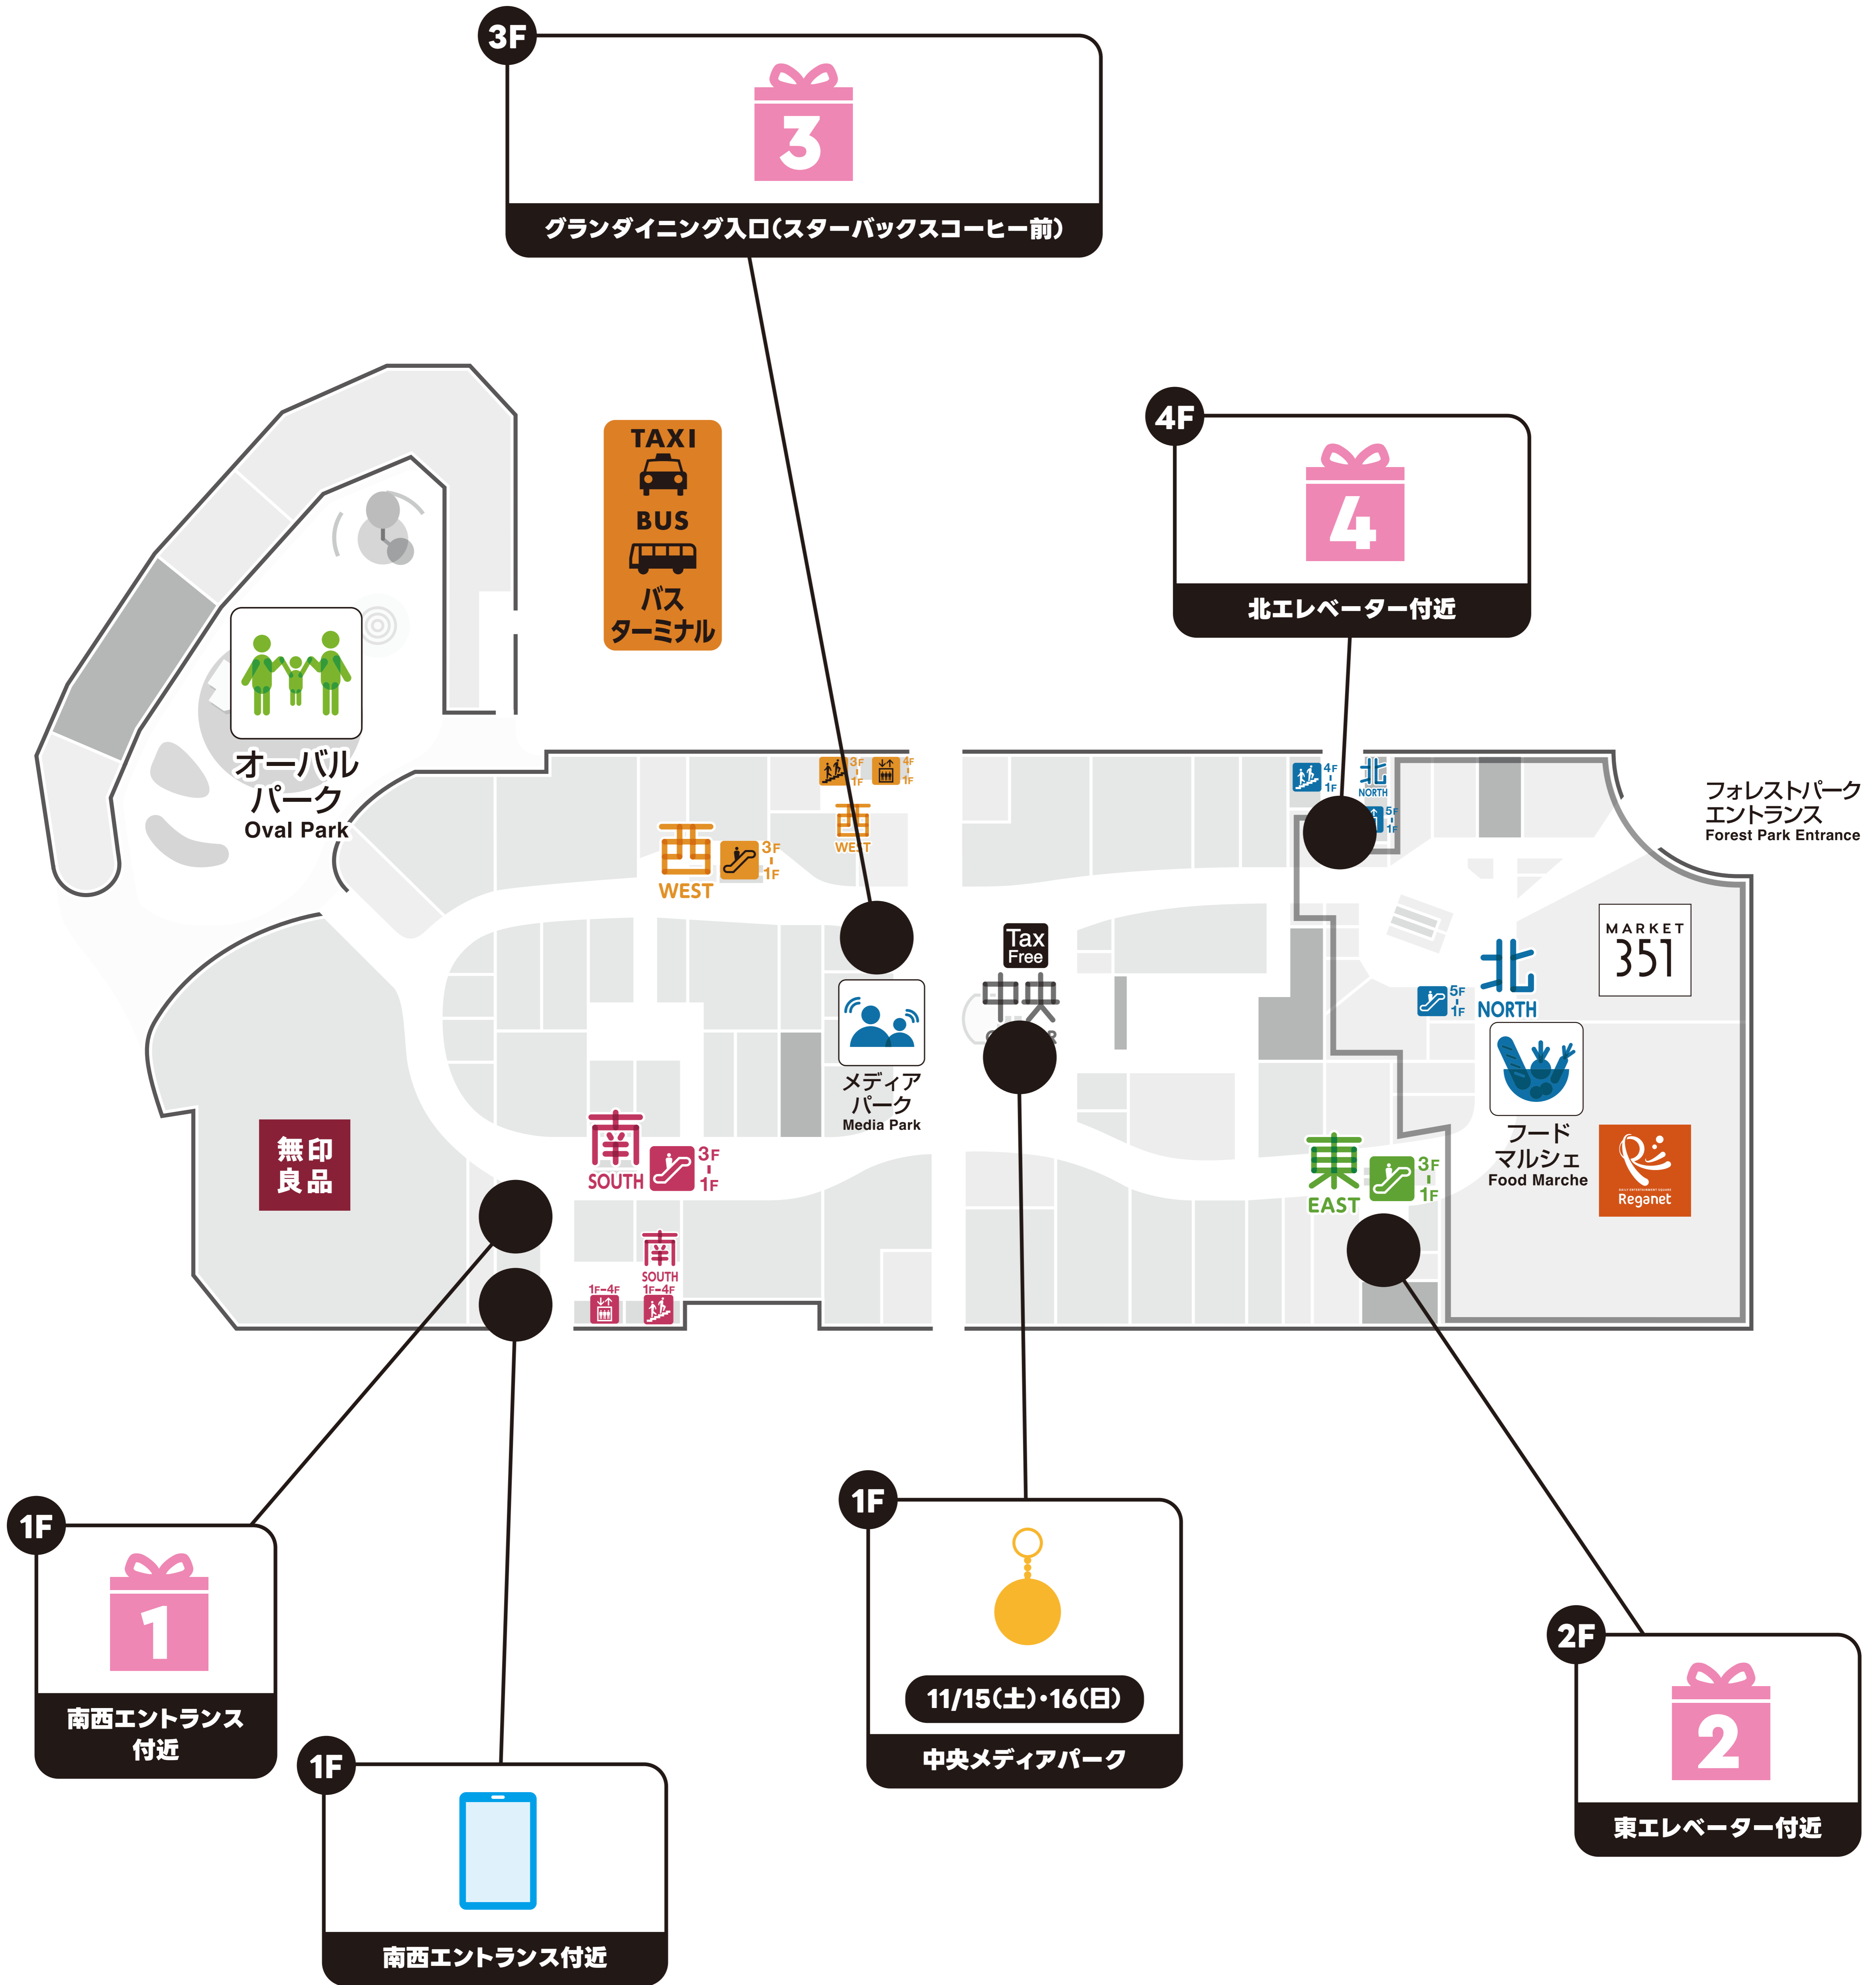 3F
3
グランダイニング入口(スターバックスコーヒー前)
4F
4
北エレベーター付近
TAXI
BUS
バス
ターミナル
オーバル
パーク
Oval Park
3F
1F
4F
1F
西
WEST
西
WEST
3F
1F
4F
1F
北
NORTH
5F
1F
フォレストパーク
エントランス
Forest Park Entrance
Tax
Free
中央
MARKET
351
北
NORTH
5F
1F
メディア
パーク
Media Park
フード
マルシェ
Food Marche
Reganet
無印
良品
南
SOUTH
3F
1F
東
EAST
3F
1F
南
SOUTH
1F-4F
1F-4F
1F
1
南西エントランス
付近
1F
南西エントランス付近
1F
11/15(土)・16(日)
中央メディアパーク
2F
2
東エレベーター付近